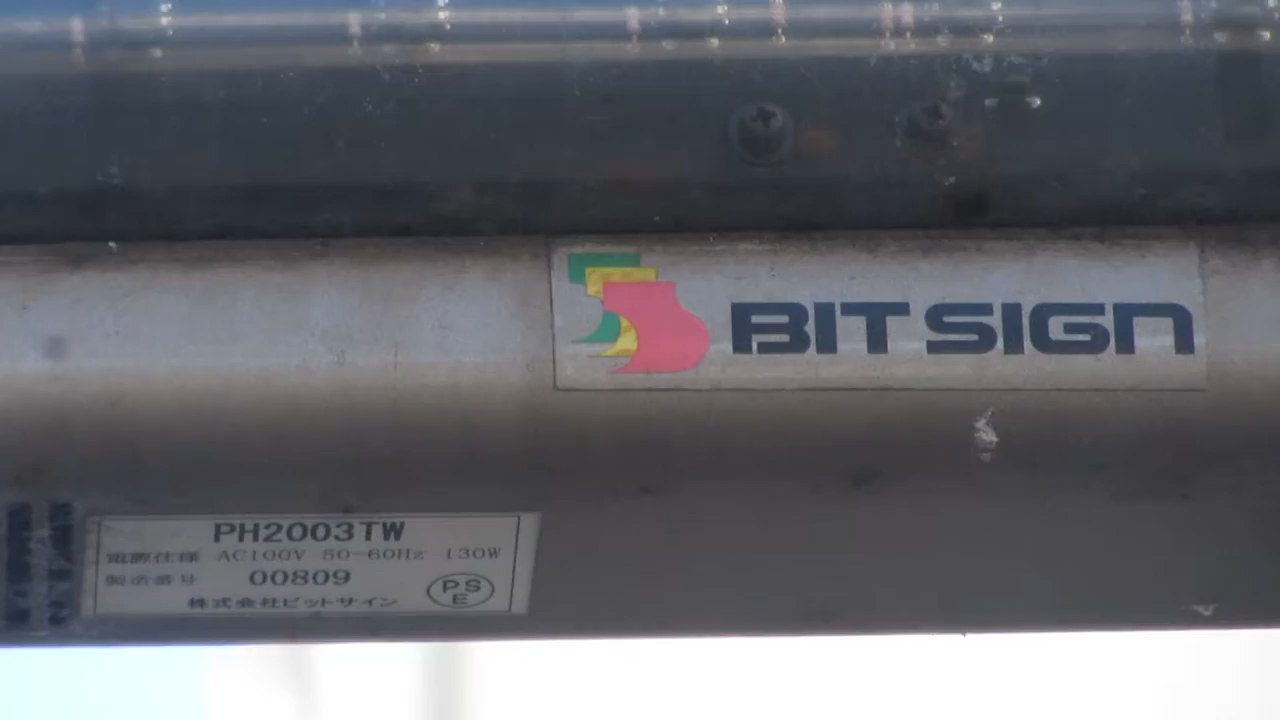 BIT SIGN
PH2003TW
電源仕様 AC100V 50-60Hz 130W
製造番号 00809
株式会社ビットサイン
PSE